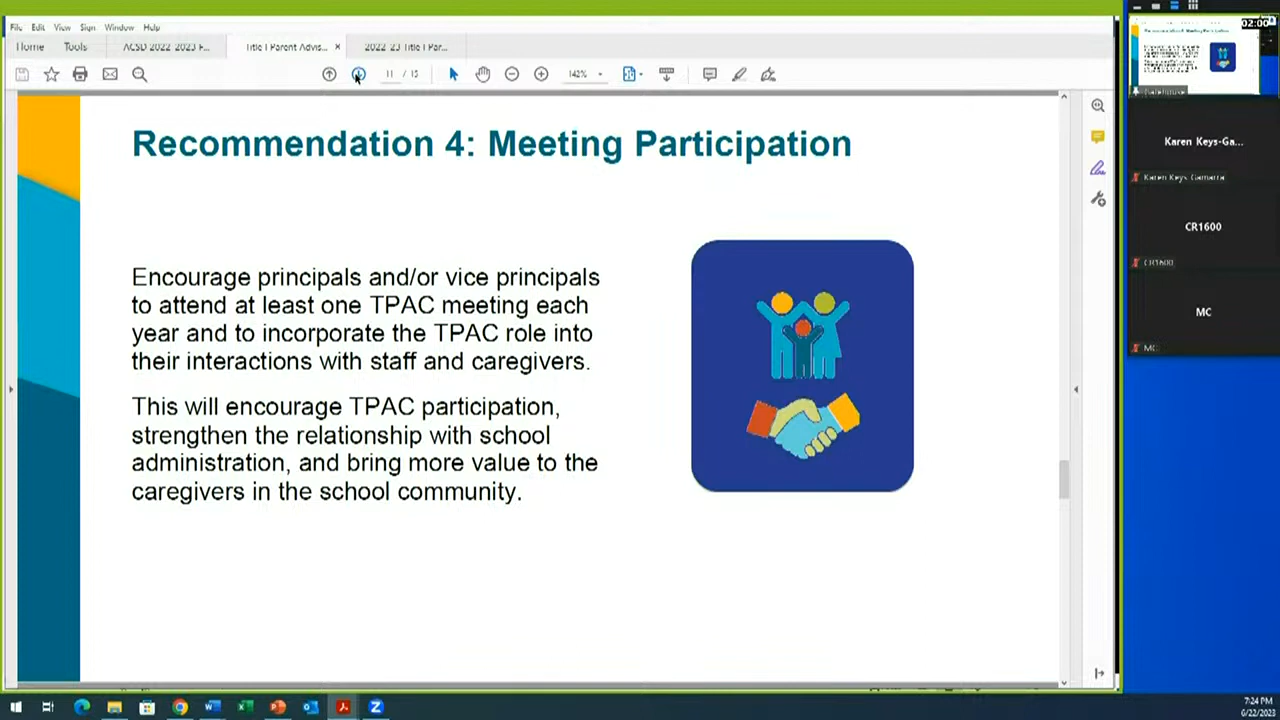 File Edit View Sign Window Help
Home Tools ACSD 2022-2023 F... Title I Parent Advis... × 2022-23 Title I Par...
11 / 15 142%
Recommendation 4: Meeting Participation
Encourage principals and/or vice principals
to attend at least one TPAC meeting each
year and to incorporate the TPAC role into
their interactions with staff and caregivers.
This will encourage TPAC participation,
strengthen the relationship with school
administration, and bring more value to the
caregivers in the school community.
02:00
Karen Keys-Ga...
Karen Keys-Gamarra
CR1600
CR1600
MC
MC
7:24 PM
6/22/2023